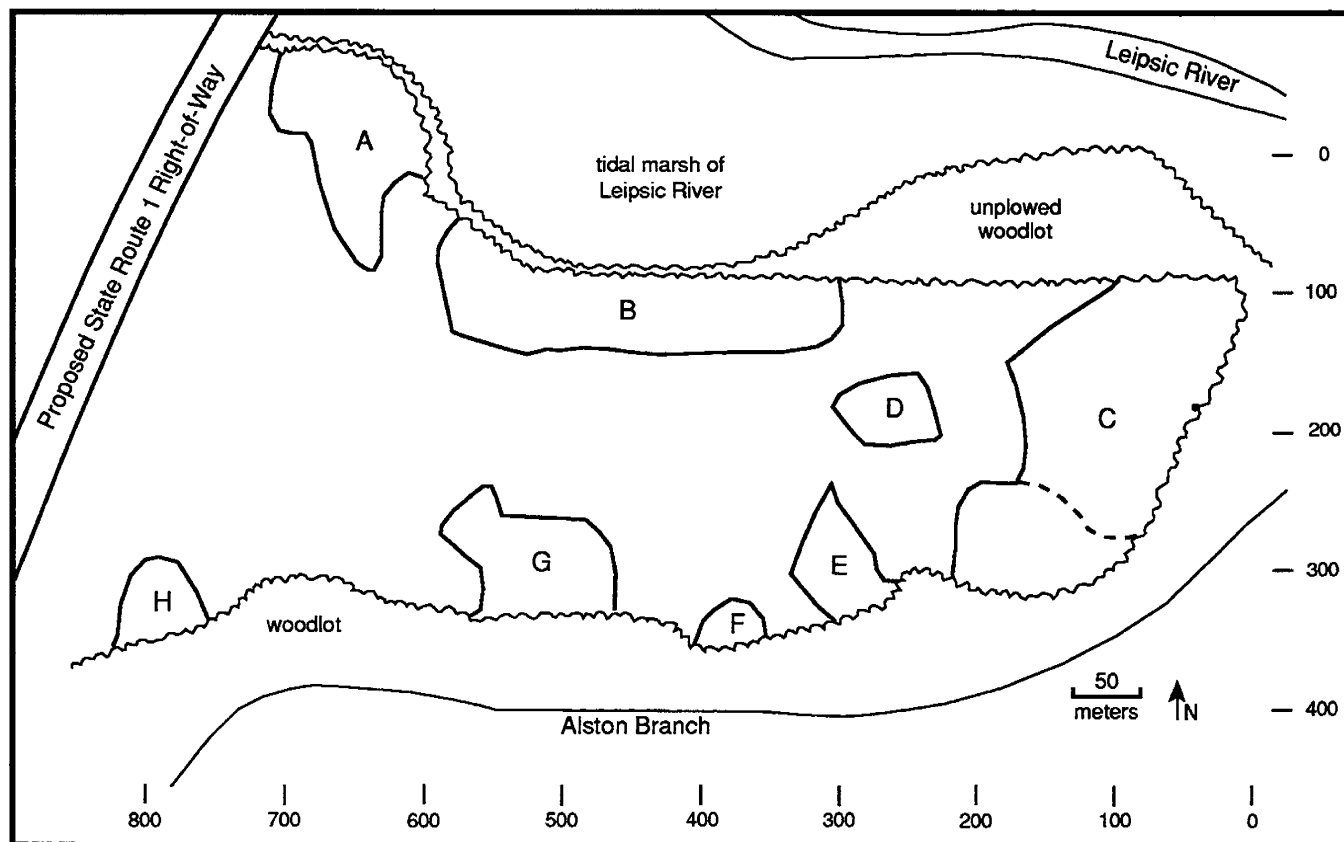 Leipsic River
Proposed State Route 1 Right-of-Way
A
0
tidal marsh of
Leipsic River
unplowed
woodlot
100
B
D
C
200
G
E
300
H
F
woodlot
50
meters
N
400
Alston Branch
800 700 600 500 400 300 200 100 0